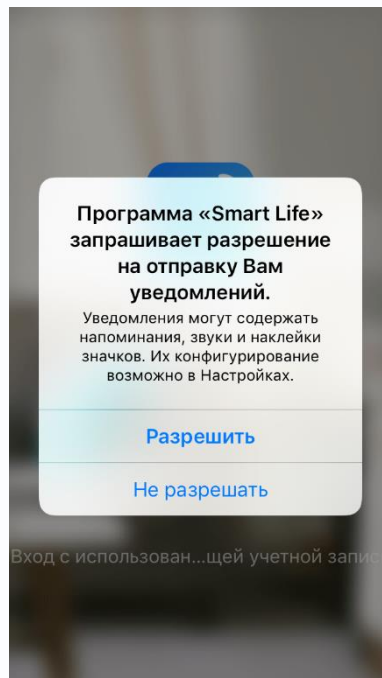 Программа «Smart Life»
запрашивает разрешение
на отправку Вам
уведомлений.
Уведомления могут содержать
напоминания, звуки и наклейки
значков. Их конфигурирование
возможно в Настройках.
Разрешить
Не разрешать
Вход с использован...щей учетной запис